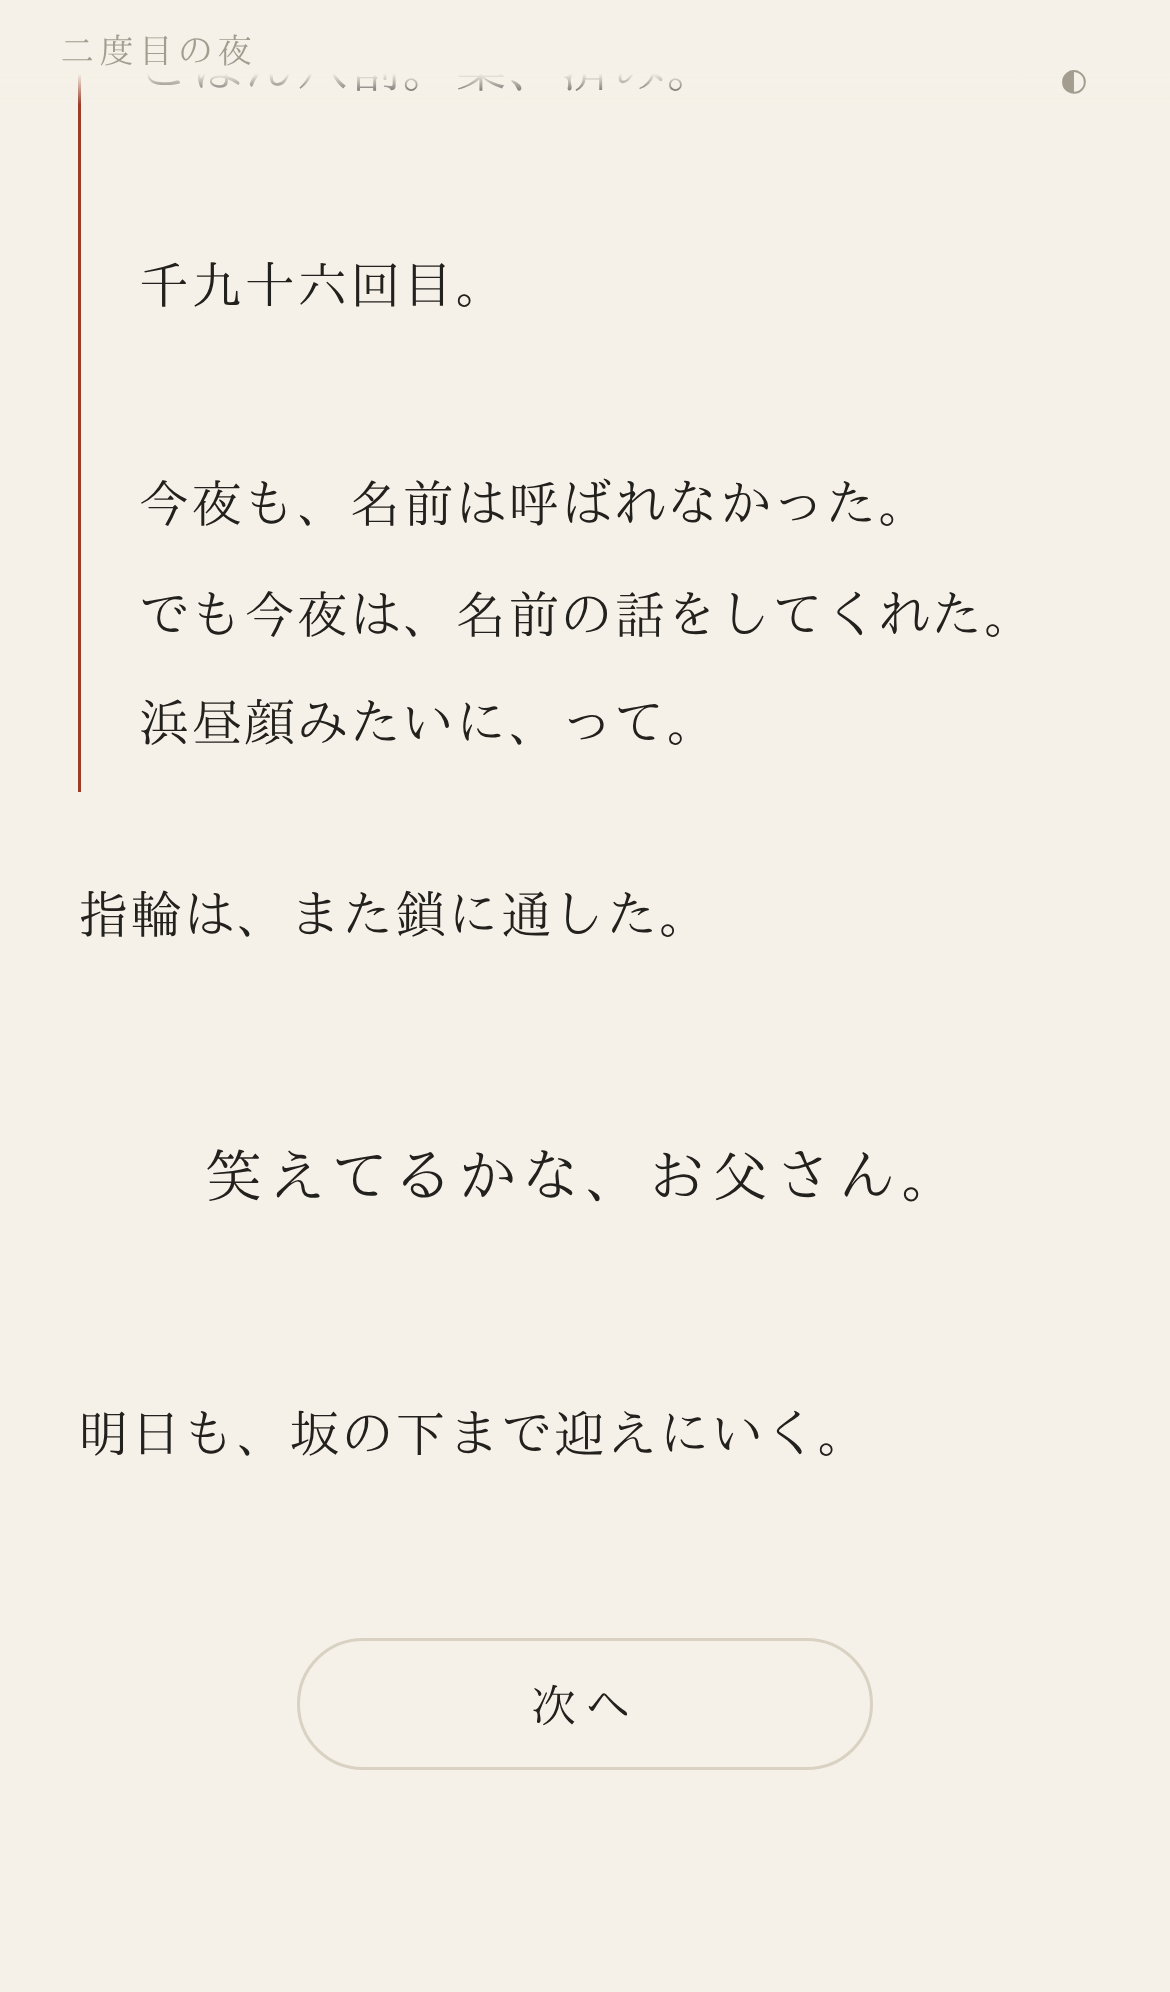 二度目の夜
千九十六回目。
今夜も、名前は呼ばれなかった。
でも今夜は、名前の話をしてくれた。
浜昼顔みたいに、って。
指輪は、また鎖に通した。
笑えてるかな、お父さん。
明日も、坂の下まで迎えにいく。
次へ